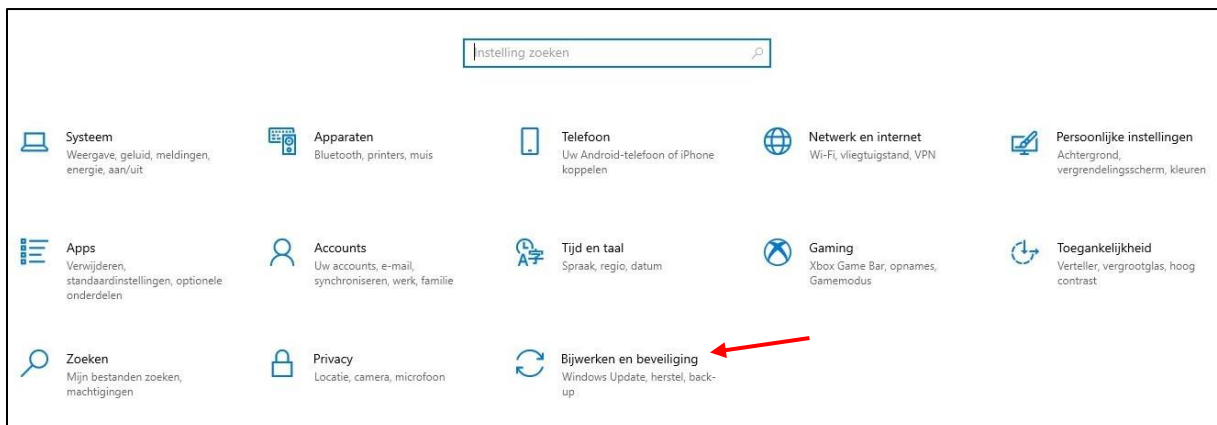 Instelling zoeken
Systeem
Weergave, geluid, meldingen,
energie, aan/uit
Apparaten
Bluetooth, printers, muis
Telefoon
Uw Android-telefoon of iPhone
koppelen
Netwerk en internet
Wi-Fi, vliegtuigstand, VPN
Persoonlijke instellingen
Achtergrond,
vergrendelingsscherm, kleuren
Apps
Verwijderen,
standaardinstellingen, optionele
onderdelen
Accounts
Uw accounts, e-mail,
synchroniseren, werk, familie
Tijd en taal
Spraak, regio, datum
Gaming
Xbox Game Bar, opnames,
Gamemodus
Toegankelijkheid
Verteller, vergrootglas, hoog
contrast
Zoeken
Mijn bestanden zoeken,
machtigingen
Privacy
Locatie, camera, microfoon
Bijwerken en beveiliging
Windows Update, herstel, back-
up